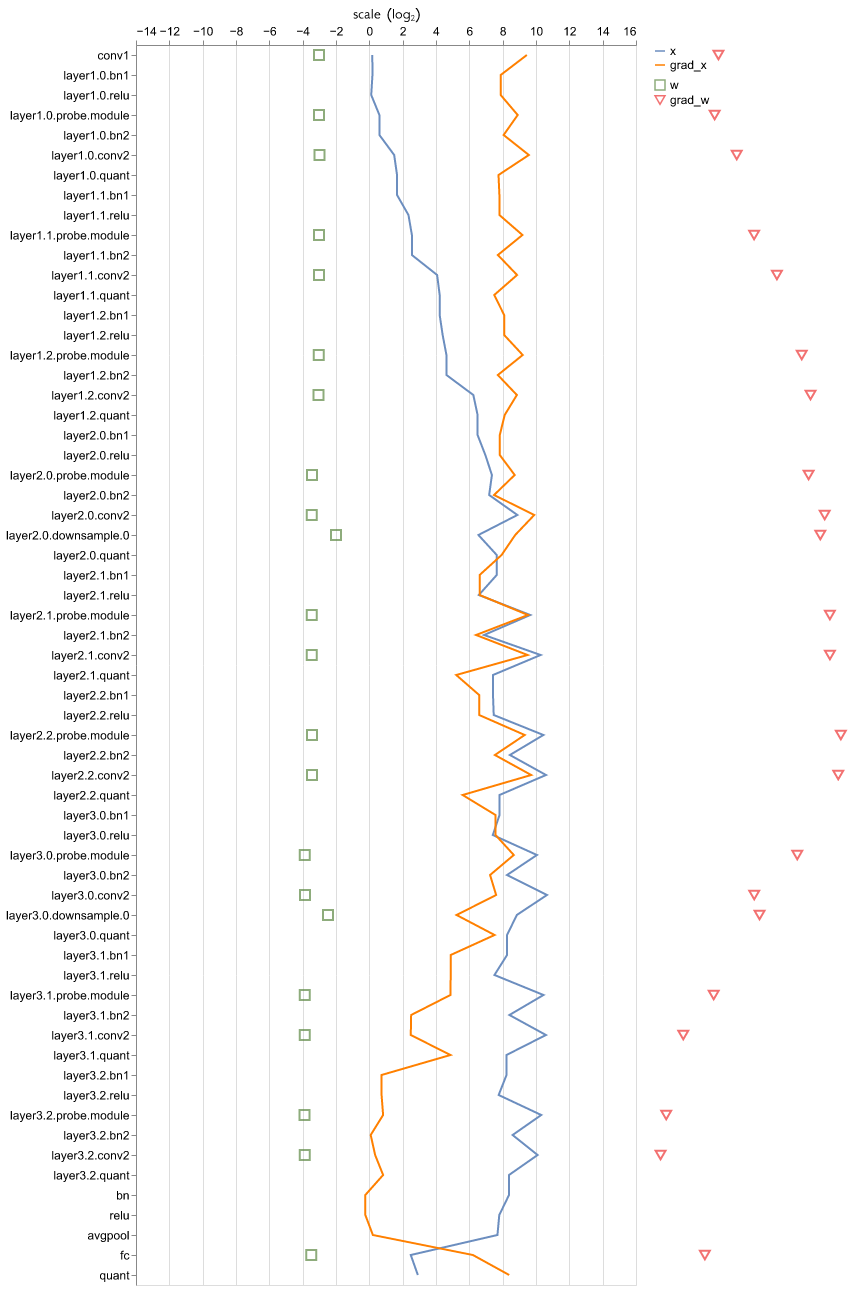 scale (log₂)
−14 −12 −10 −8 −6 −4 −2 0 2 4 6 8 10 12 14 16
x
grad_x
w
grad_w
conv1
layer1.0.bn1
layer1.0.relu
layer1.0.probe.module
layer1.0.bn2
layer1.0.conv2
layer1.0.quant
layer1.1.bn1
layer1.1.relu
layer1.1.probe.module
layer1.1.bn2
layer1.1.conv2
layer1.1.quant
layer1.2.bn1
layer1.2.relu
layer1.2.probe.module
layer1.2.bn2
layer1.2.conv2
layer1.2.quant
layer2.0.bn1
layer2.0.relu
layer2.0.probe.module
layer2.0.bn2
layer2.0.conv2
layer2.0.downsample.0
layer2.0.quant
layer2.1.bn1
layer2.1.relu
layer2.1.probe.module
layer2.1.bn2
layer2.1.conv2
layer2.1.quant
layer2.2.bn1
layer2.2.relu
layer2.2.probe.module
layer2.2.bn2
layer2.2.conv2
layer2.2.quant
layer3.0.bn1
layer3.0.relu
layer3.0.probe.module
layer3.0.bn2
layer3.0.conv2
layer3.0.downsample.0
layer3.0.quant
layer3.1.bn1
layer3.1.relu
layer3.1.probe.module
layer3.1.bn2
layer3.1.conv2
layer3.1.quant
layer3.2.bn1
layer3.2.relu
layer3.2.probe.module
layer3.2.bn2
layer3.2.conv2
layer3.2.quant
bn
relu
avgpool
fc
quant